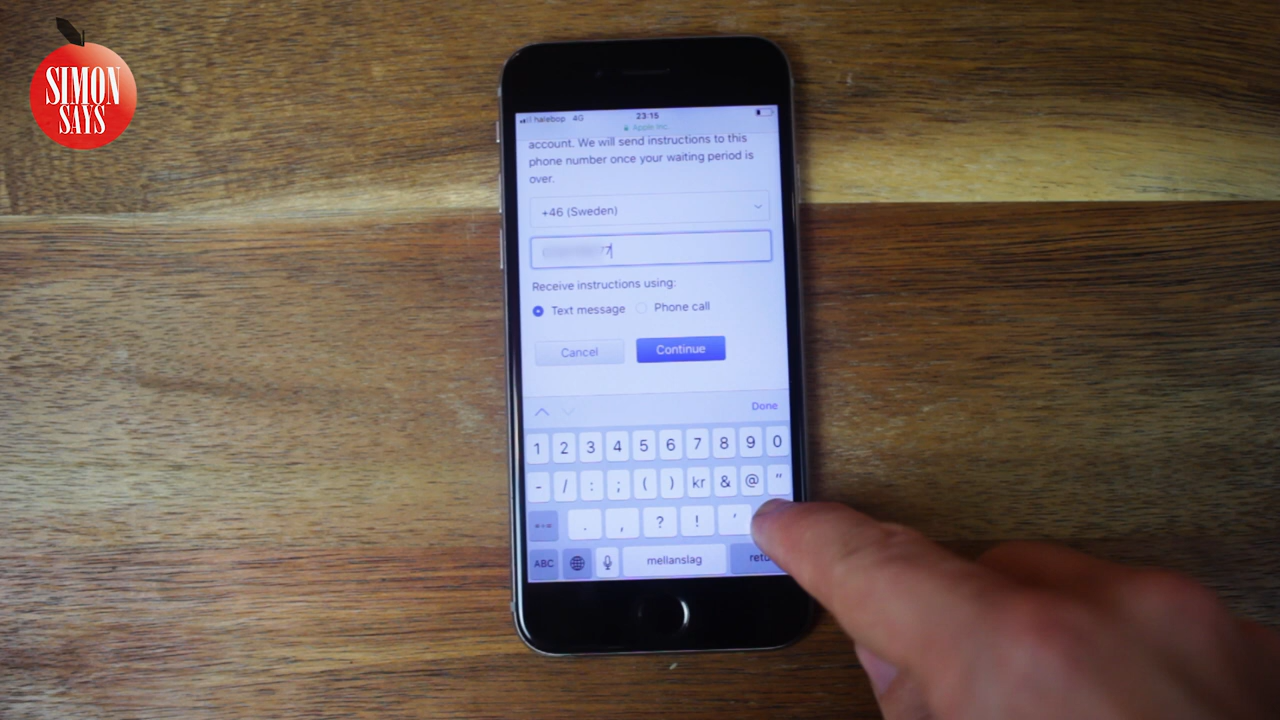 SIMON
SAYS
halebop 4G 23:15
Apple Inc.
account. We will send instructions to this
phone number once your waiting period is
over.
+46 (Sweden)
7
Receive instructions using:
Text message Phone call
Cancel Continue
Done
1 2 3 4 5 6 7 8 9 0
- / : ; ( ) kr & @ "
#+= . , ? ! '
ABC mellanslag retu